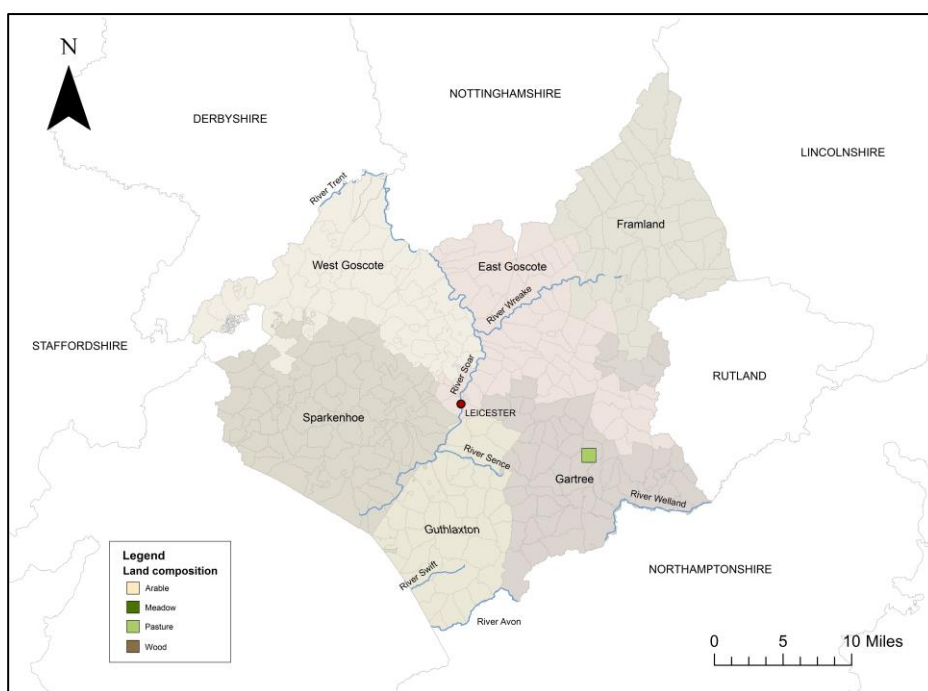 N
NOTTINGHAMSHIRE
DERBYSHIRE
LINCOLNSHIRE
River Trent
Framland
West Goscote
East Goscote
River Wreake
STAFFORDSHIRE
River Soar
RUTLAND
LEICESTER
Sparkenhoe
River Sence
Gartree
River Welland
Guthlaxton
River Swift
NORTHAMPTONSHIRE
River Avon
Legend
Land composition
Arable
Meadow
Pasture
Wood
0 5 10 Miles